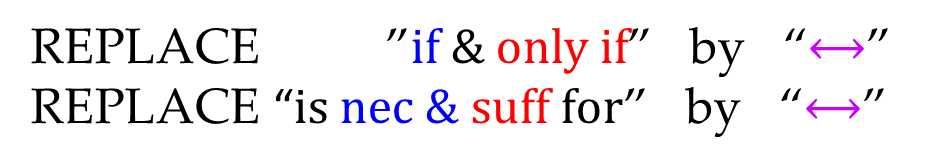 REPLACE ”if & only if” by “↔”
REPLACE “is nec & suff for” by “↔”